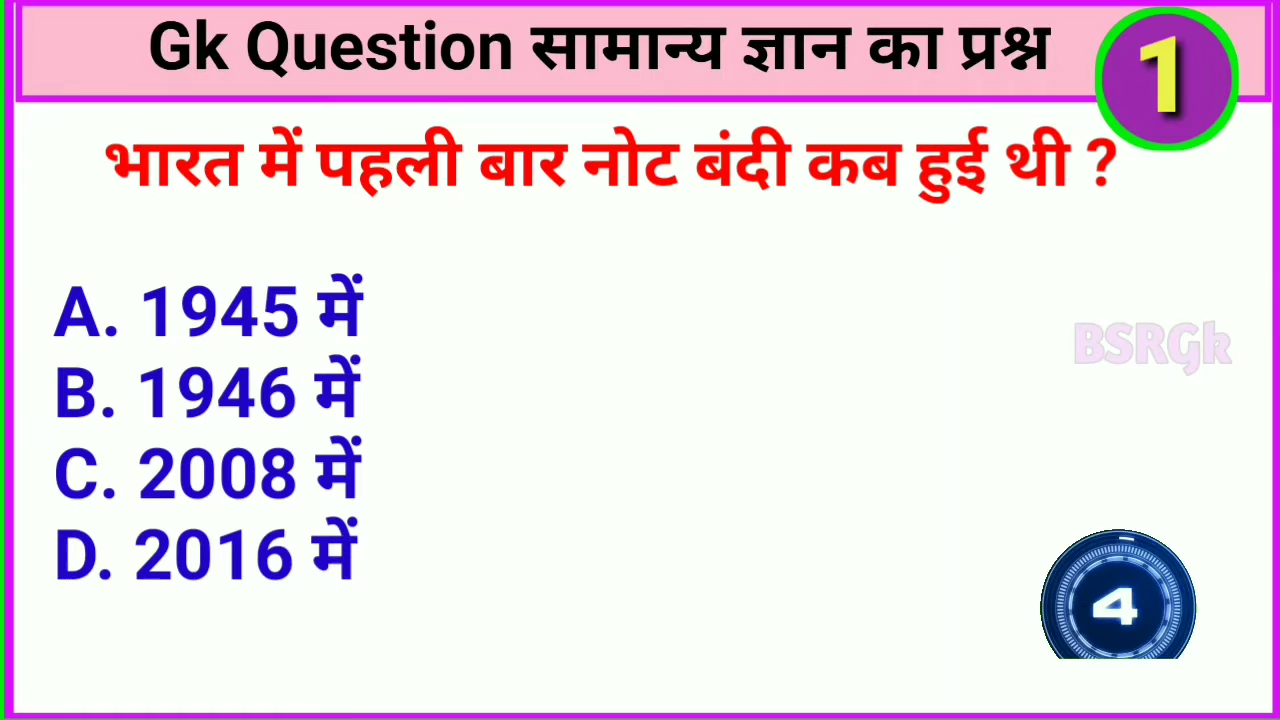 Gk Question सामान्य ज्ञान का प्रश्न
1
भारत में पहली बार नोट बंदी कब हुई थी ?
A. 1945 में
B. 1946 में
C. 2008 में
D. 2016 में
BSRGk
4